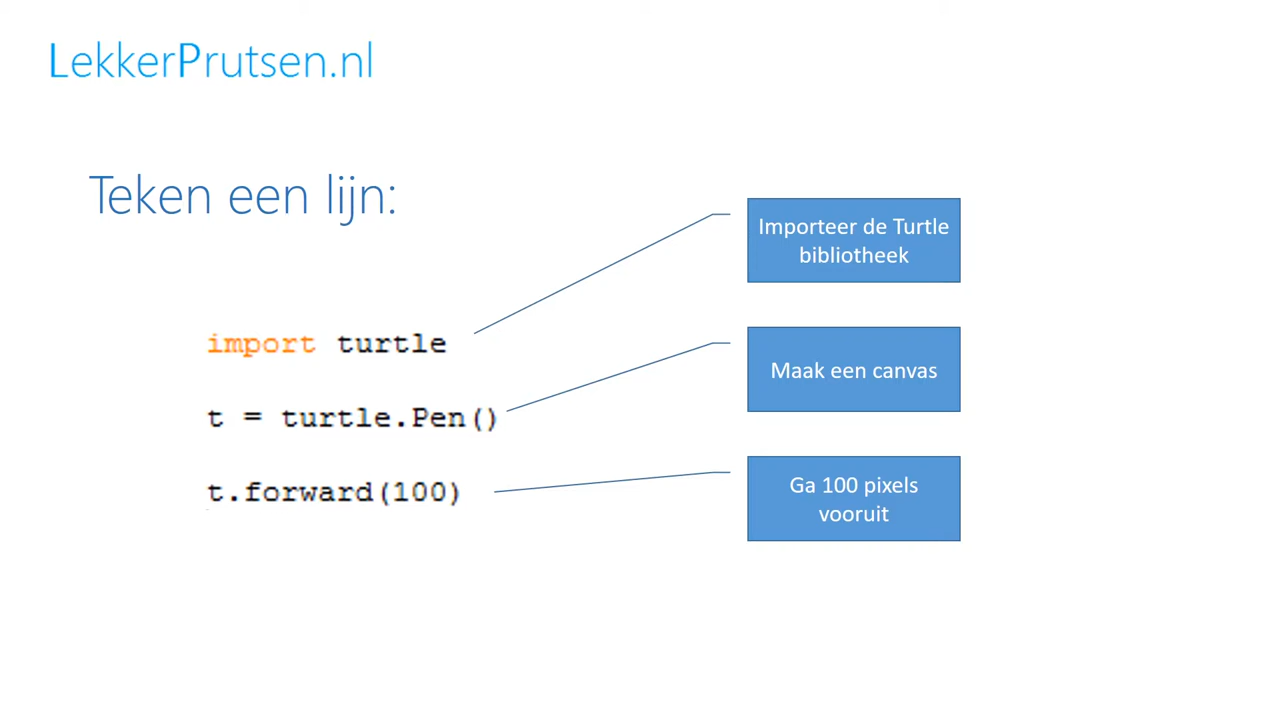 LekkerPrutsen.nl
Teken een lijn:
import turtle
t = turtle.Pen()
t.forward(100)
Importeer de Turtle
bibliotheek
Maak een canvas
Ga 100 pixels
vooruit